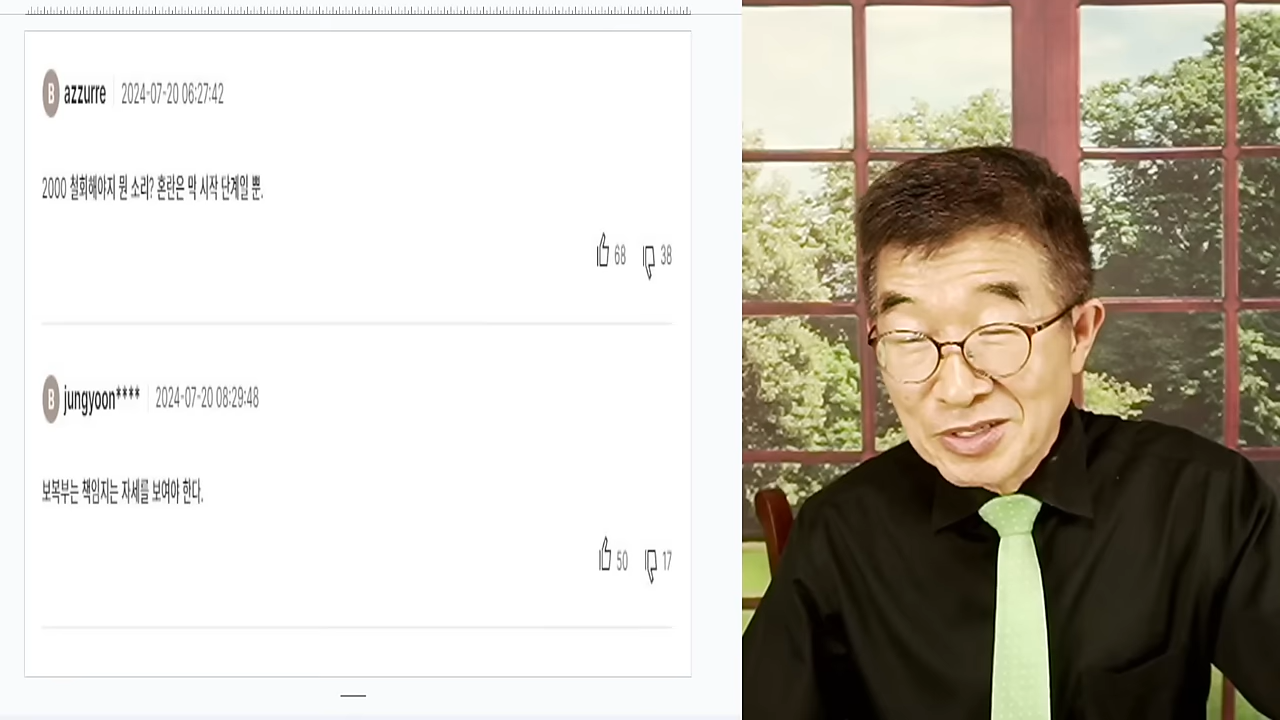 B azzurre 2024-07-20 06:27:42
2000 철회해야지 뭔 소리? 혼란은 막 시작 단계일 뿐.
68 38
B jungyoon**** 2024-07-20 08:29:48
보복부는 책임지는 자세를 보여야 한다.
50 17